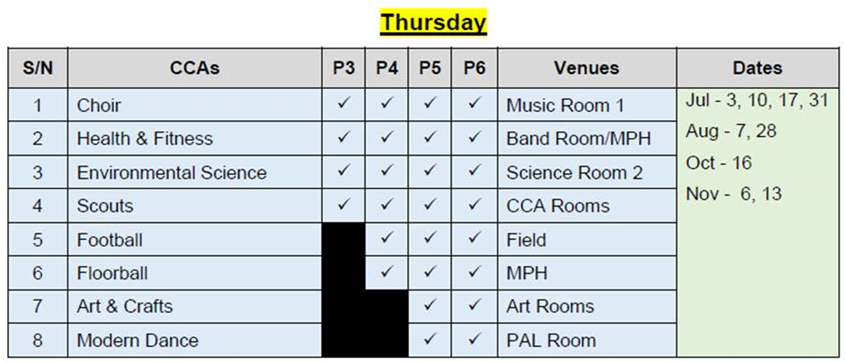 Thursday
S/N CCAs P3 P4 P5 P6 Venues Dates
1 Choir ✓ ✓ ✓ ✓ Music Room 1 Jul - 3, 10, 17, 31
2 Health & Fitness ✓ ✓ ✓ ✓ Band Room/MPH Aug - 7, 28
3 Environmental Science ✓ ✓ ✓ ✓ Science Room 2 Oct - 16
4 Scouts ✓ ✓ ✓ ✓ CCA Rooms Nov - 6, 13
5 Football ✓ ✓ ✓ Field
6 Floorball ✓ ✓ ✓ MPH
7 Art & Crafts ✓ ✓ Art Rooms
8 Modern Dance ✓ ✓ PAL Room